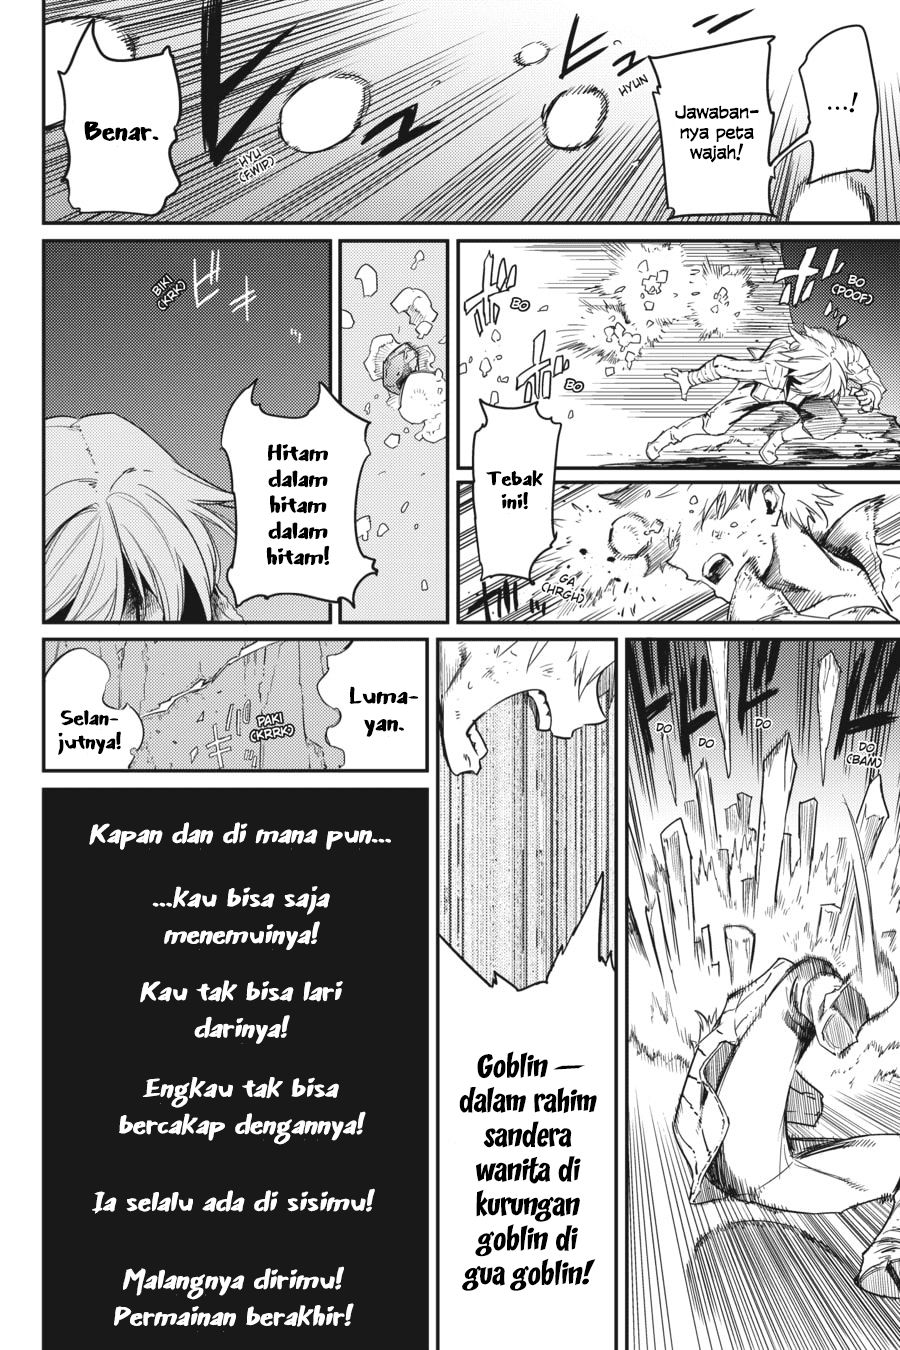 ...!
Jawaban-
nya peta
wajah!
HYUN
HYU
(FWIP)
Benar.
BO
(POOF)
BO
BO
BO
Tebak
ini!
GA
(HRGH)
BIKI
(KRK)
Hitam
dalam
hitam
dalam
hitam!
DO
(BAM)
DO
DO
DO
Goblin —
dalam rahim
sandera
wanita di
kurungan
goblin di
gua goblin!
Luma-
yan.
PAKI
(KRRK)
Selan-
jutnya!
Kapan dan di mana pun...
...kau bisa saja
menemuinya!
Kau tak bisa lari
darinya!
Engkau tak bisa
bercakap dengannya!
Ia selalu ada di sisimu!
Malangnya dirimu!
Permainan berakhir!